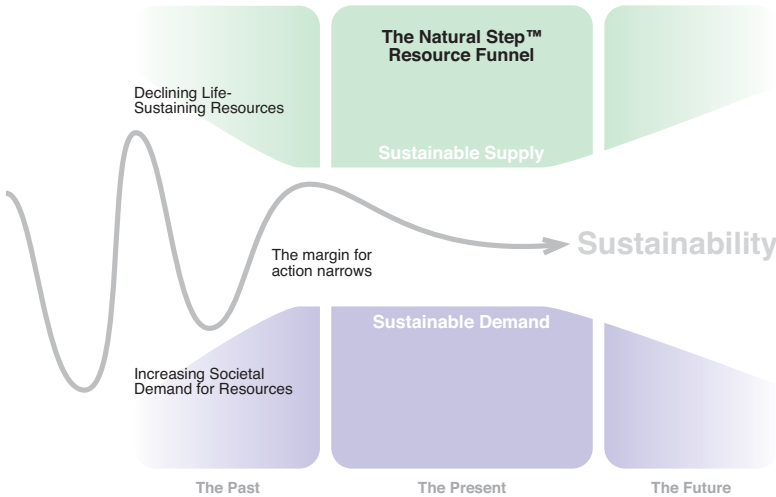 The Natural Step™
Resource Funnel
Declining Life-
Sustaining Resources
Sustainable Supply
Sustainability
The margin for
action narrows
Sustainable Demand
Increasing Societal
Demand for Resources
The Past
The Present
The Future